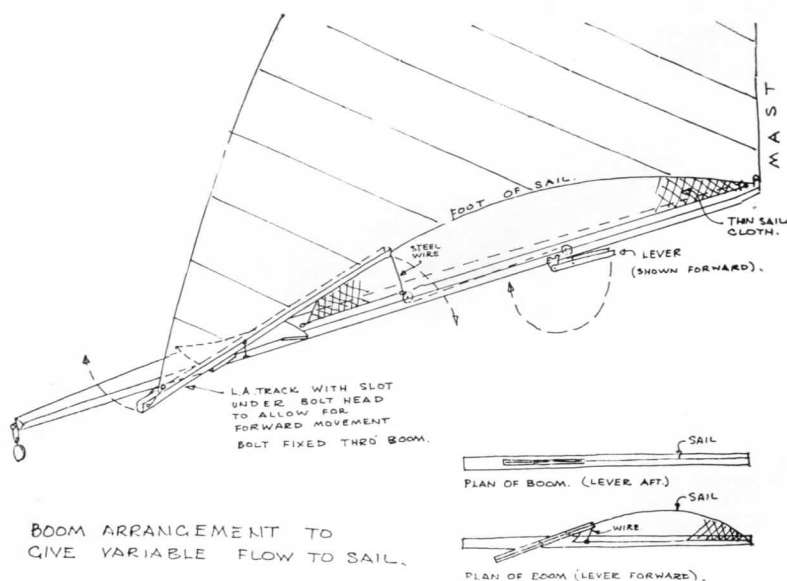 MAST
FOOT OF SAIL.
THIN SAIL
CLOTH.
STEEL
WIRE
LEVER
(SHOWN FORWARD).
L.A. TRACK WITH SLOT
UNDER BOLT HEAD
TO ALLOW FOR
FORWARD MOVEMENT
BOLT FIXED THRO' BOOM.
SAIL
PLAN OF BOOM. (LEVER AFT.)
SAIL
WIRE
PLAN OF BOOM (LEVER FORWARD).
BOOM ARRANGEMENT TO
GIVE VARIABLE FLOW TO SAIL.